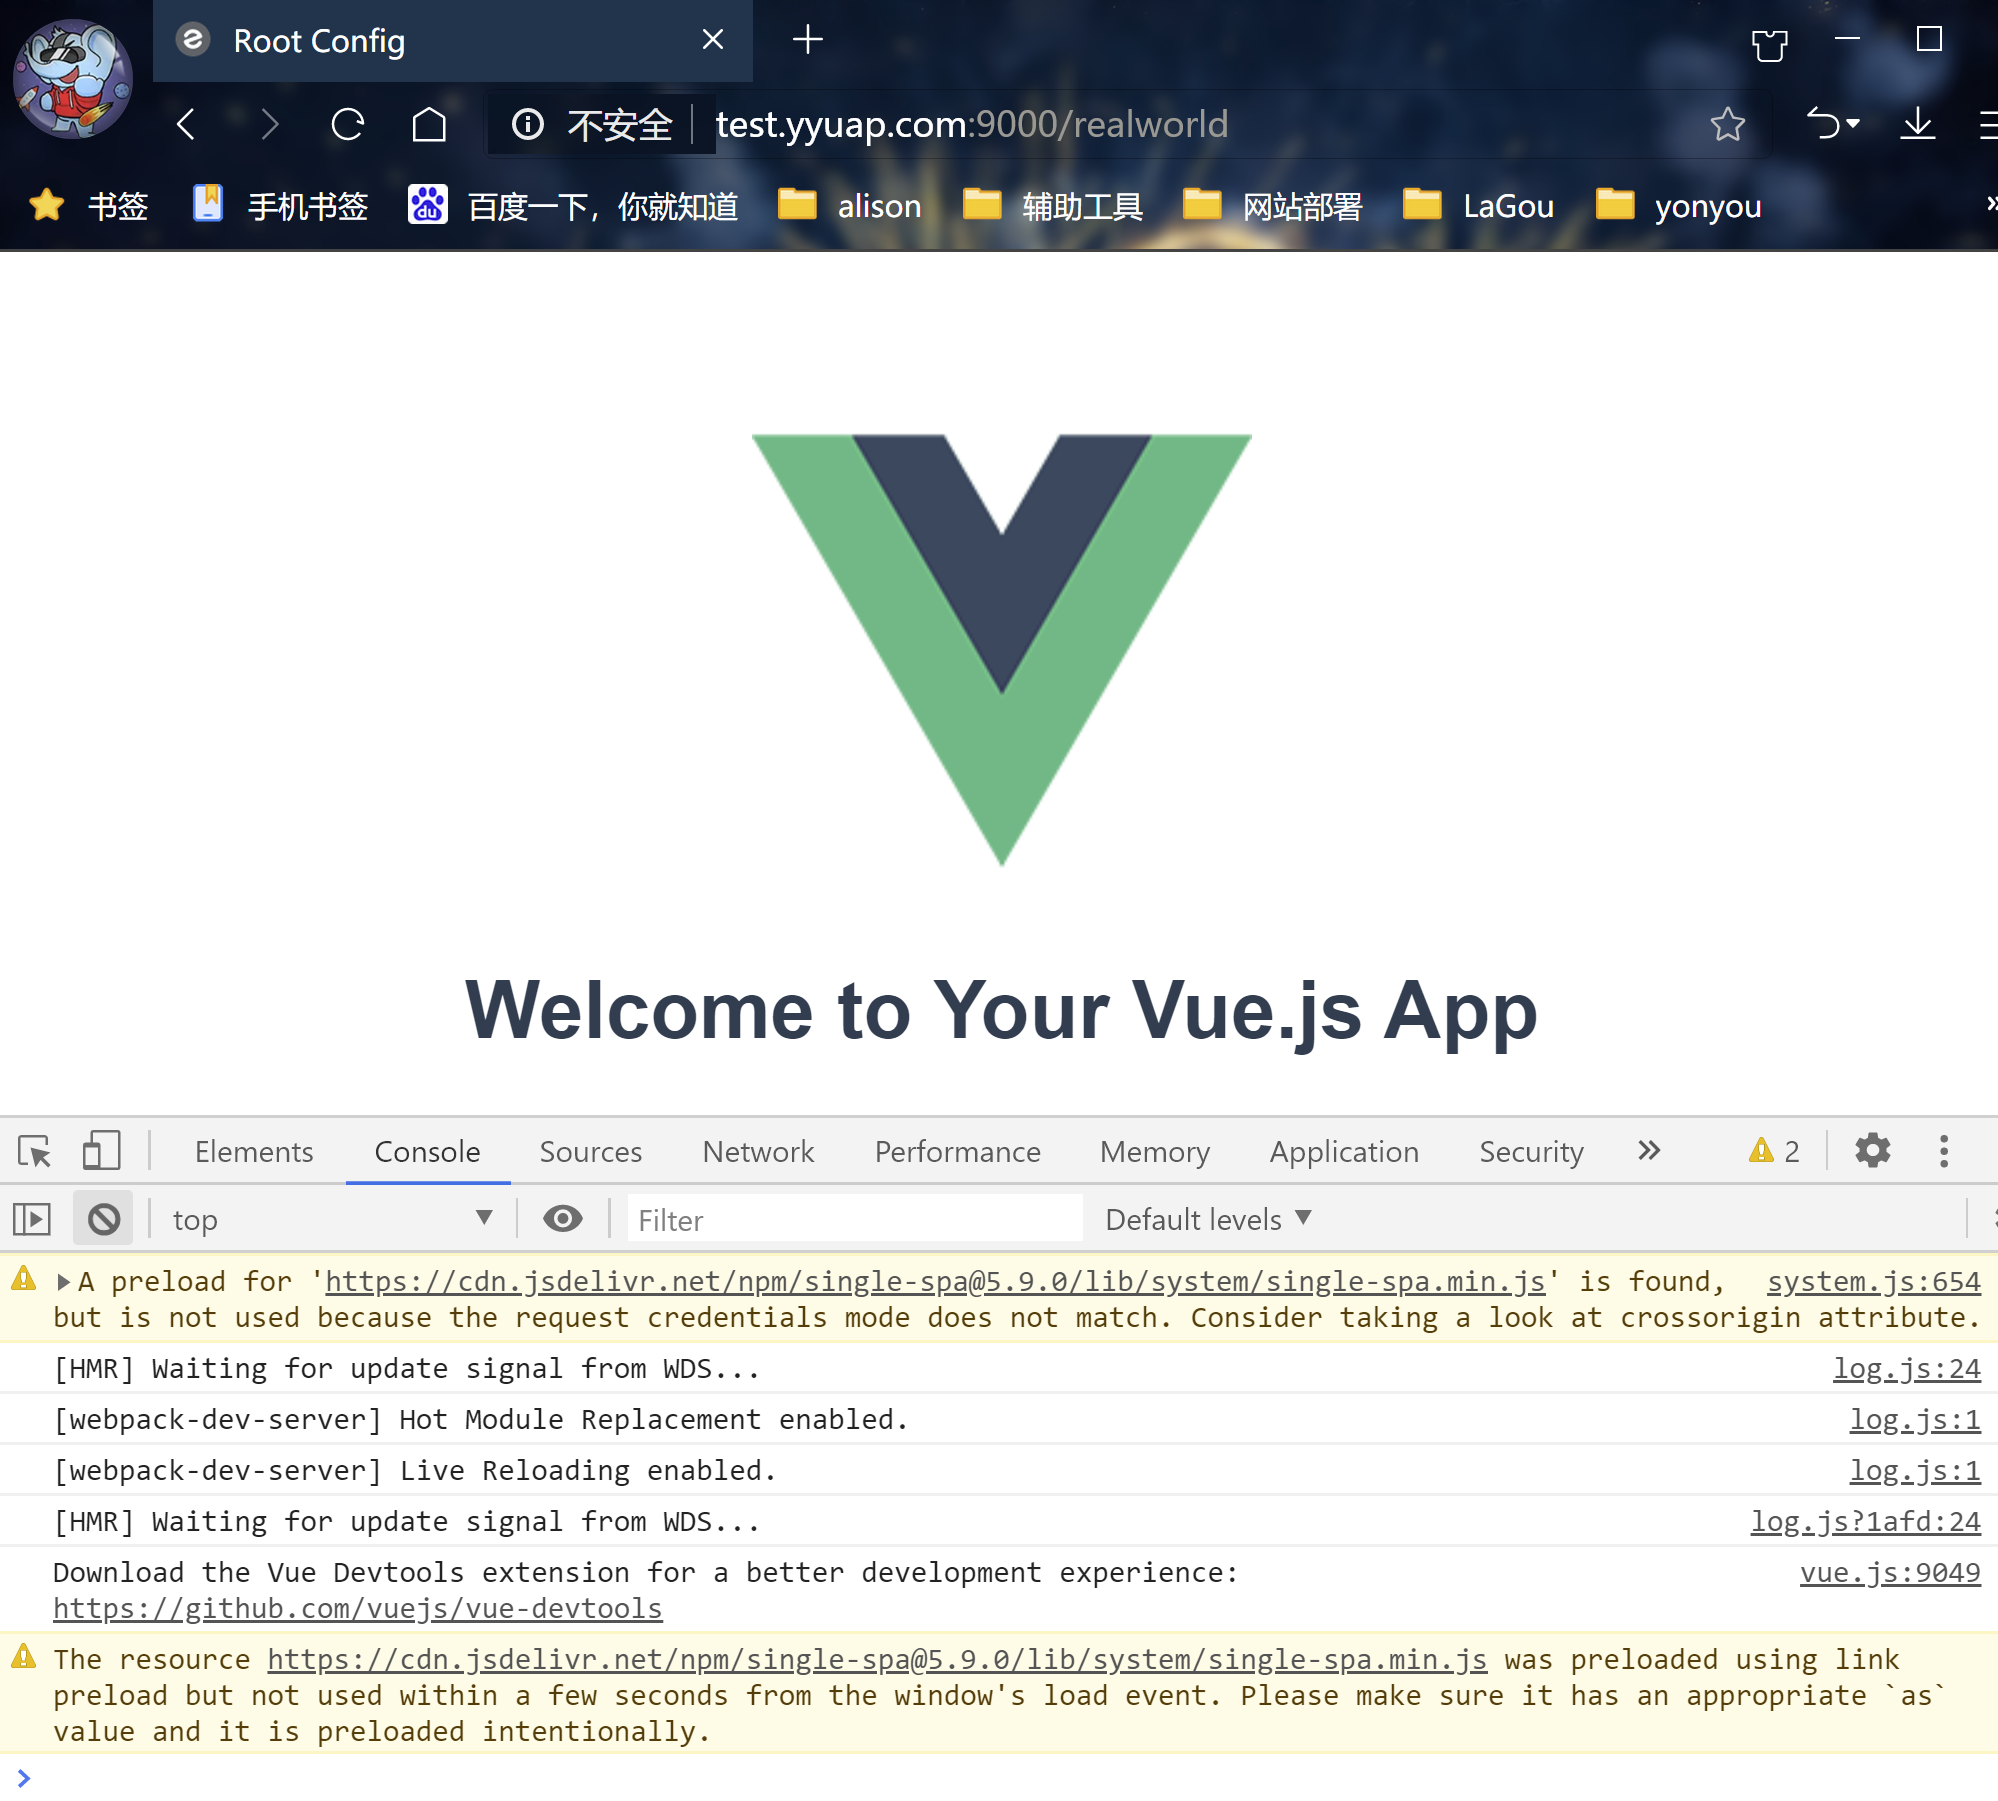 Root Config
不安全
test.yyuap.com:9000/realworld
书签 手机书签 百度一下，你就知道 alison 辅助工具 网站部署 LaGou yonyou
Welcome to Your Vue.js App
Elements Console Sources Network Performance Memory Application Security 2
top Filter Default levels
A preload for 'https://cdn.jsdelivr.net/npm/single-spa@5.9.0/lib/system/single-spa.min.js' is found, system.js:654
but is not used because the request credentials mode does not match. Consider taking a look at crossorigin attribute.
[HMR] Waiting for update signal from WDS... log.js:24
[webpack-dev-server] Hot Module Replacement enabled. log.js:1
[webpack-dev-server] Live Reloading enabled. log.js:1
[HMR] Waiting for update signal from WDS... log.js?1afd:24
Download the Vue Devtools extension for a better development experience: vue.js:9049
https://github.com/vuejs/vue-devtools
The resource https://cdn.jsdelivr.net/npm/single-spa@5.9.0/lib/system/single-spa.min.js was preloaded using link
preload but not used within a few seconds from the window's load event. Please make sure it has an appropriate `as`
value and it is preloaded intentionally.